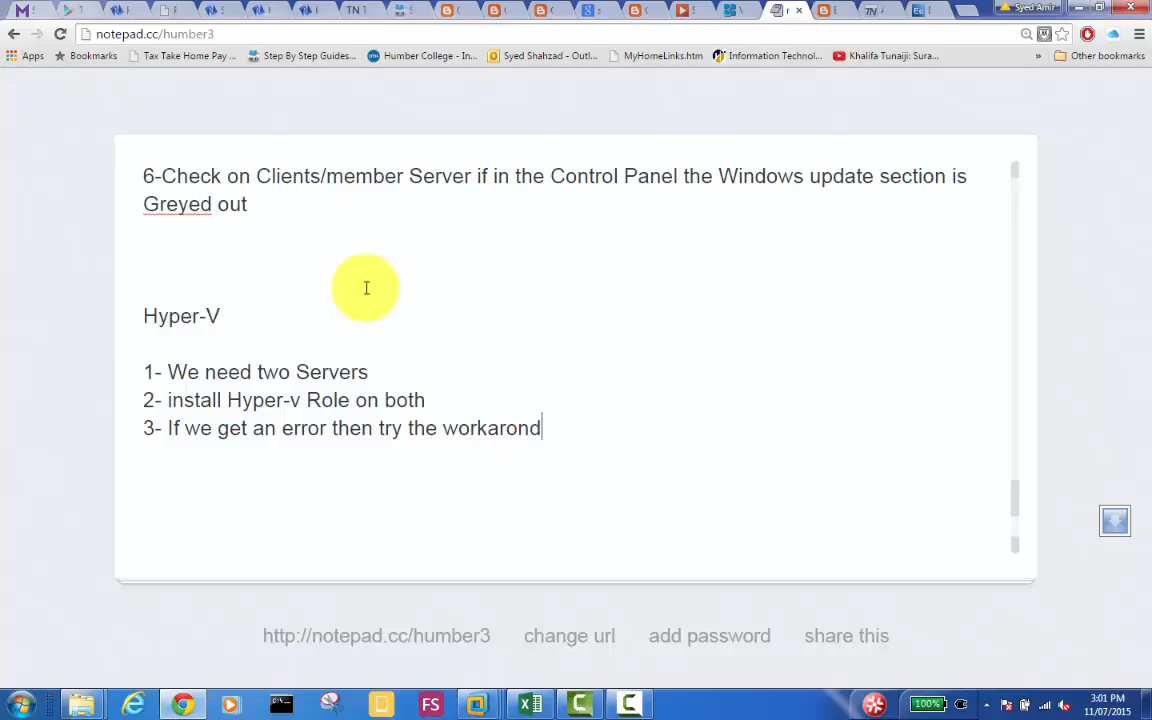 Syed Amir
notepad.cc/humber3
Apps
Bookmarks
Tax Take Home Pay ...
Step By Step Guides...
Humber College - In...
Syed Shahzad - Outl...
MyHomeLinks.htm
Information Technol...
Khalifa Tunaiji: Sura...
»
Other bookmarks
6-Check on Clients/member Server if in the Control Panel the Windows update section is
Greyed out
Hyper-V
1- We need two Servers
2- install Hyper-v Role on both
3- If we get an error then try the workarond
http://notepad.cc/humber3
change url
add password
share this
FS
100%
3:01 PM
11/07/2015